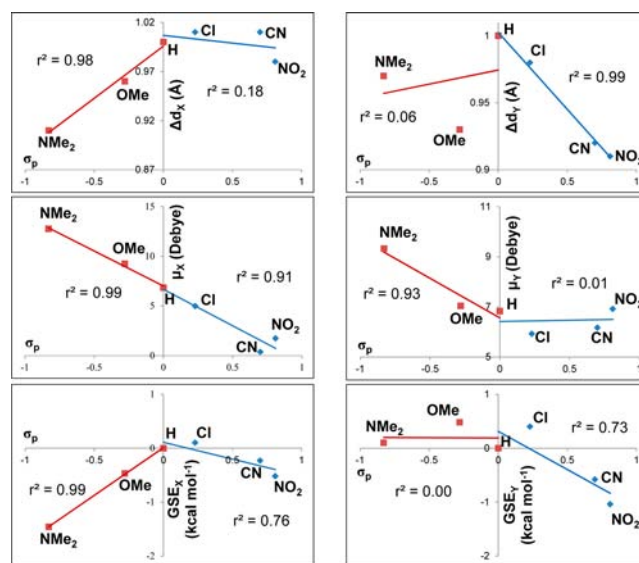 1.02
Cl
CN
H
r² = 0.98
0.97
OMe
NO₂
r² = 0.18
Δdₓ (Å)
0.92
NMe₂
σₚ
0.87
-1 -0.5 0 0.5 1
1
H
Cl
NMe₂
r² = 0.99
0.95
r² = 0.06
OMe
Δd_Y (Å)
CN
NO₂
σₚ
0.9
-1 -0.5 0 0.5 1
15
NMe₂
μₓ (Debye)
10
OMe
r² = 0.91
H
r² = 0.99
5
Cl
NO₂
CN
σₚ
0
-1 -0.5 0 0.5 1
11
NMe₂
μ_Y (Debye)
9
r² = 0.01
r² = 0.93
H
7
OMe
NO₂
Cl
CN
σₚ
5
-1 -0.5 0 0.5 1
1
σₚ
H
Cl
0
-1 -0.5 0 0.5 1
CN
OMe
NO₂
r² = 0.99
-1
GSEₓ
(kcal mol⁻¹)
r² = 0.76
NMe₂
-2
1
OMe
Cl
NMe₂
r² = 0.73
H
σₚ
0
-1 -0.5 0 0.5 1
CN
r² = 0.00
-1
NO₂
GSE_Y
(kcal mol⁻¹)
-2